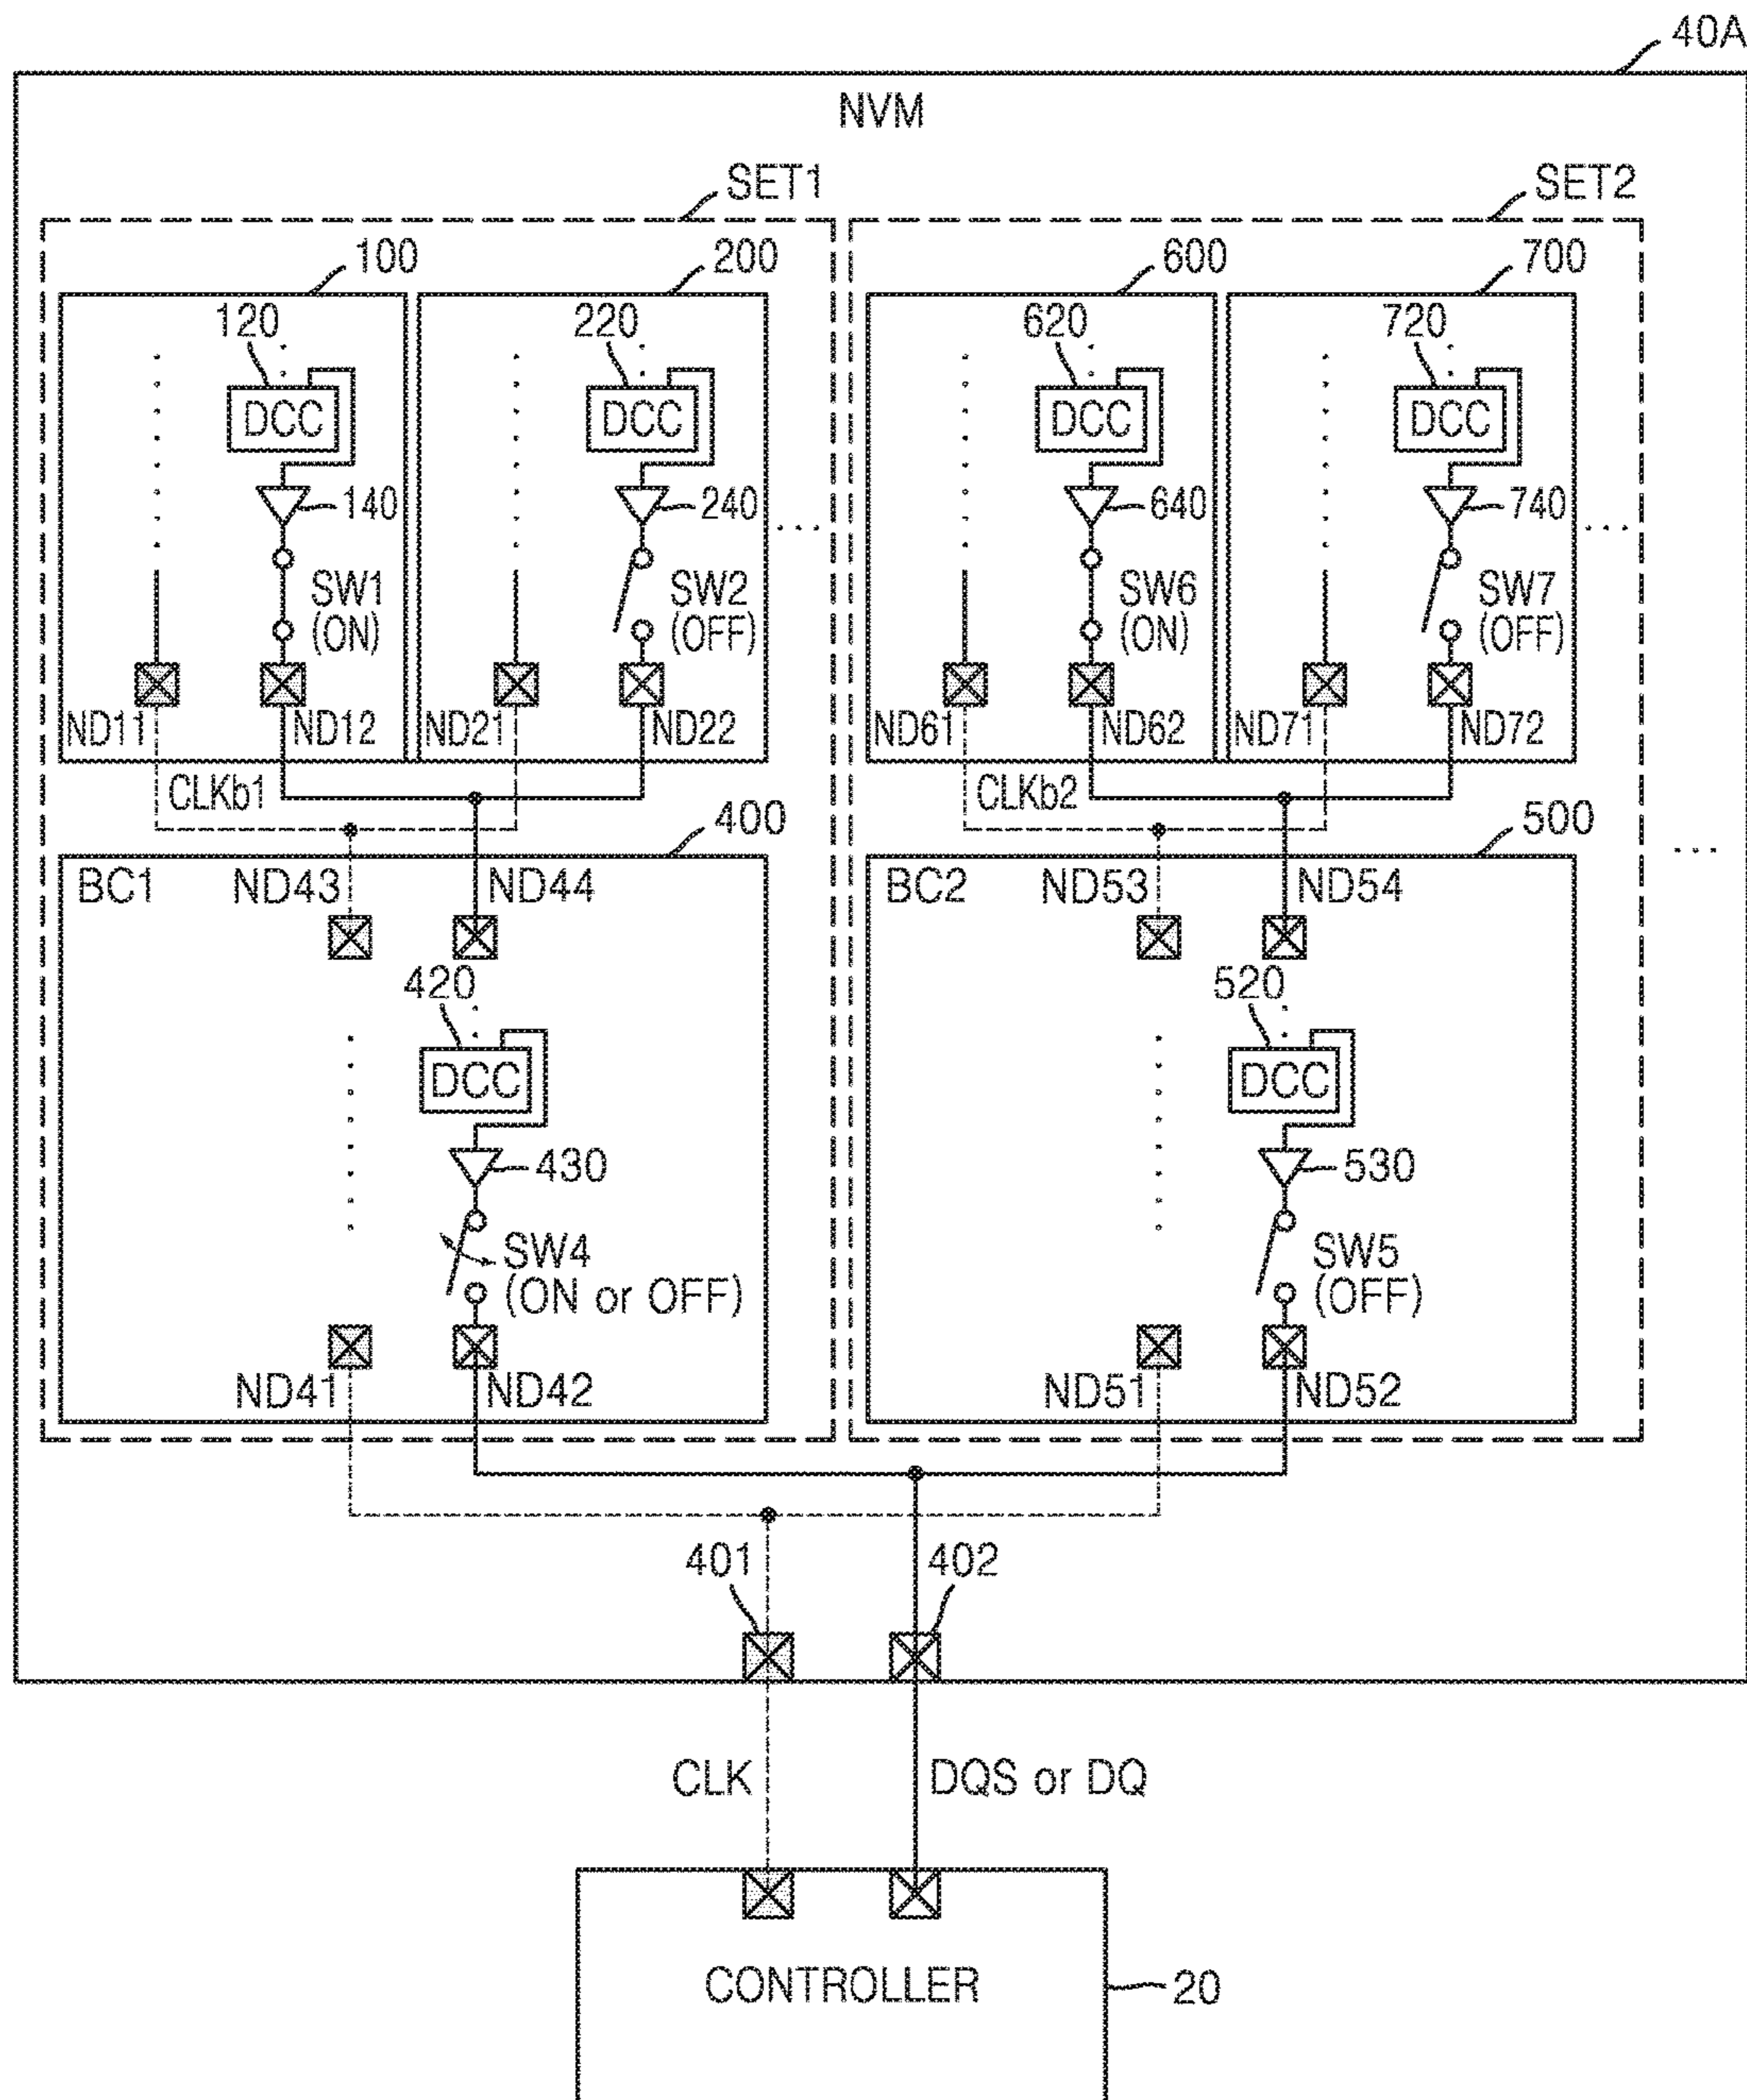 40A
NVM
SET1 SET2
100 200 600 700
120 220 620 720
DCC DCC DCC DCC
140 240 640 740
SW1 SW2 SW6 SW7
(ON) (OFF) (ON) (OFF)
ND11 ND12 ND21 ND22 ND61 ND62 ND71 ND72
CLKb1 CLKb2
400 500
BC1 ND43 ND44 BC2 ND53 ND54
420 520
DCC DCC
430 530
SW4 SW5
(ON or OFF) (OFF)
ND41 ND42 ND51 ND52
401 402
CLK DQS or DQ
CONTROLLER 20